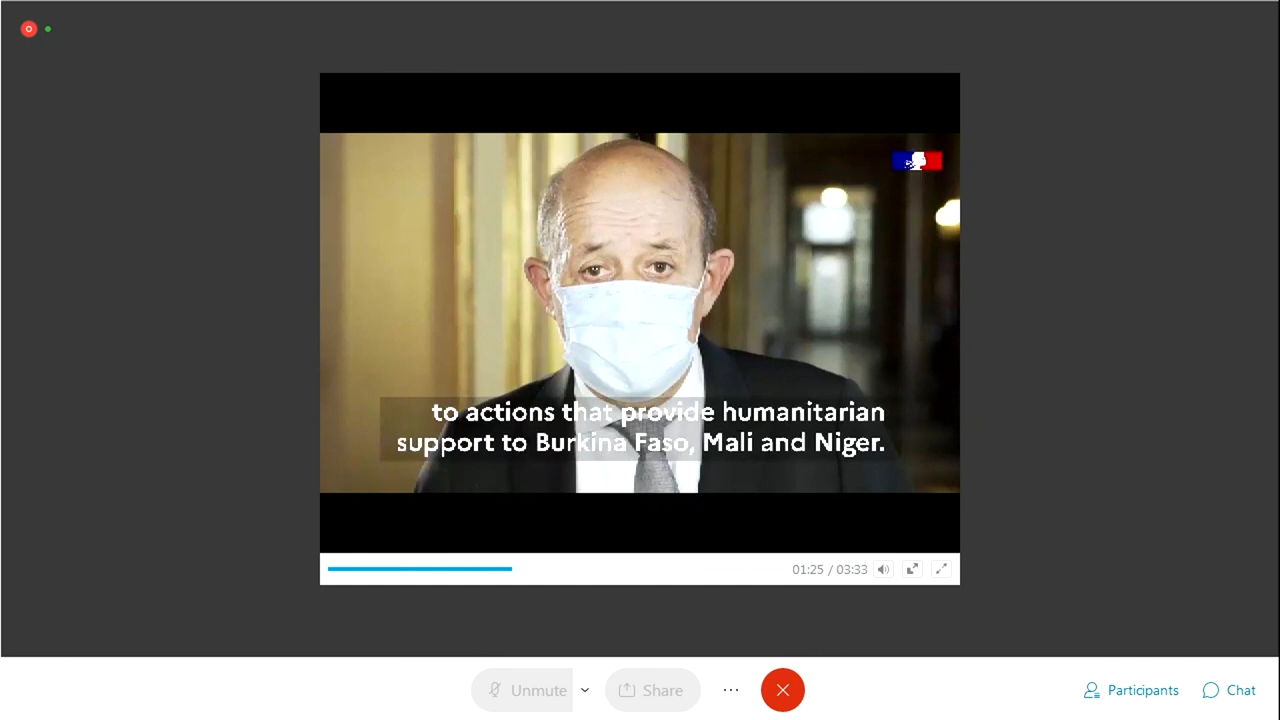 to actions that provide humanitarian
support to Burkina Faso, Mali and Niger.
01:25 / 03:33
Unmute
Share
Participants
Chat